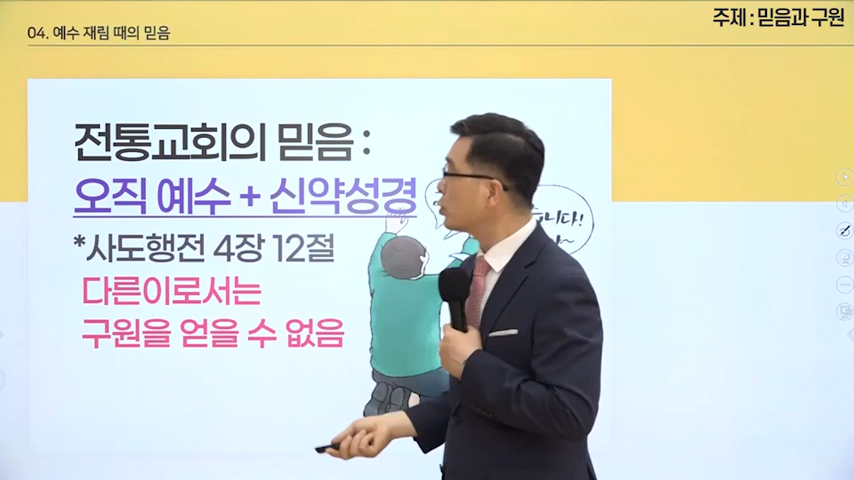 04. 예수 재림 때의 믿음
주제 : 믿음과 구원
전통교회의 믿음 :
오직 예수 + 신약성경
*사도행전 4장 12절
다른이로서는
구원을 얻을 수 없음